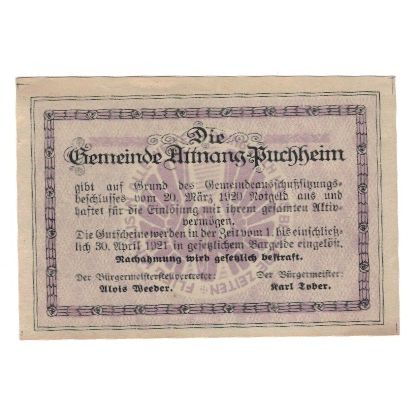 Die
Gemeinde Attnang-Puchheim
gibt auf Grund des Gemeindeausschußsitzungs-
beschlusses vom 20. März 1920 Notgeld aus und
haftet für die Einlösung mit ihrem gesamten Aktiv-
vermögen.
Die Gutscheine werden in der Zeit vom 1. bis einschließ-
lich 30. April 1921 in gesetzlichem Bargelde eingelöst.
Nachahmung wird gesetzlich bestraft.
Der Bürgermeisterstellvertreter: Der Bürgermeister:
Alois Weeder. Karl Tober.
ZEITEN